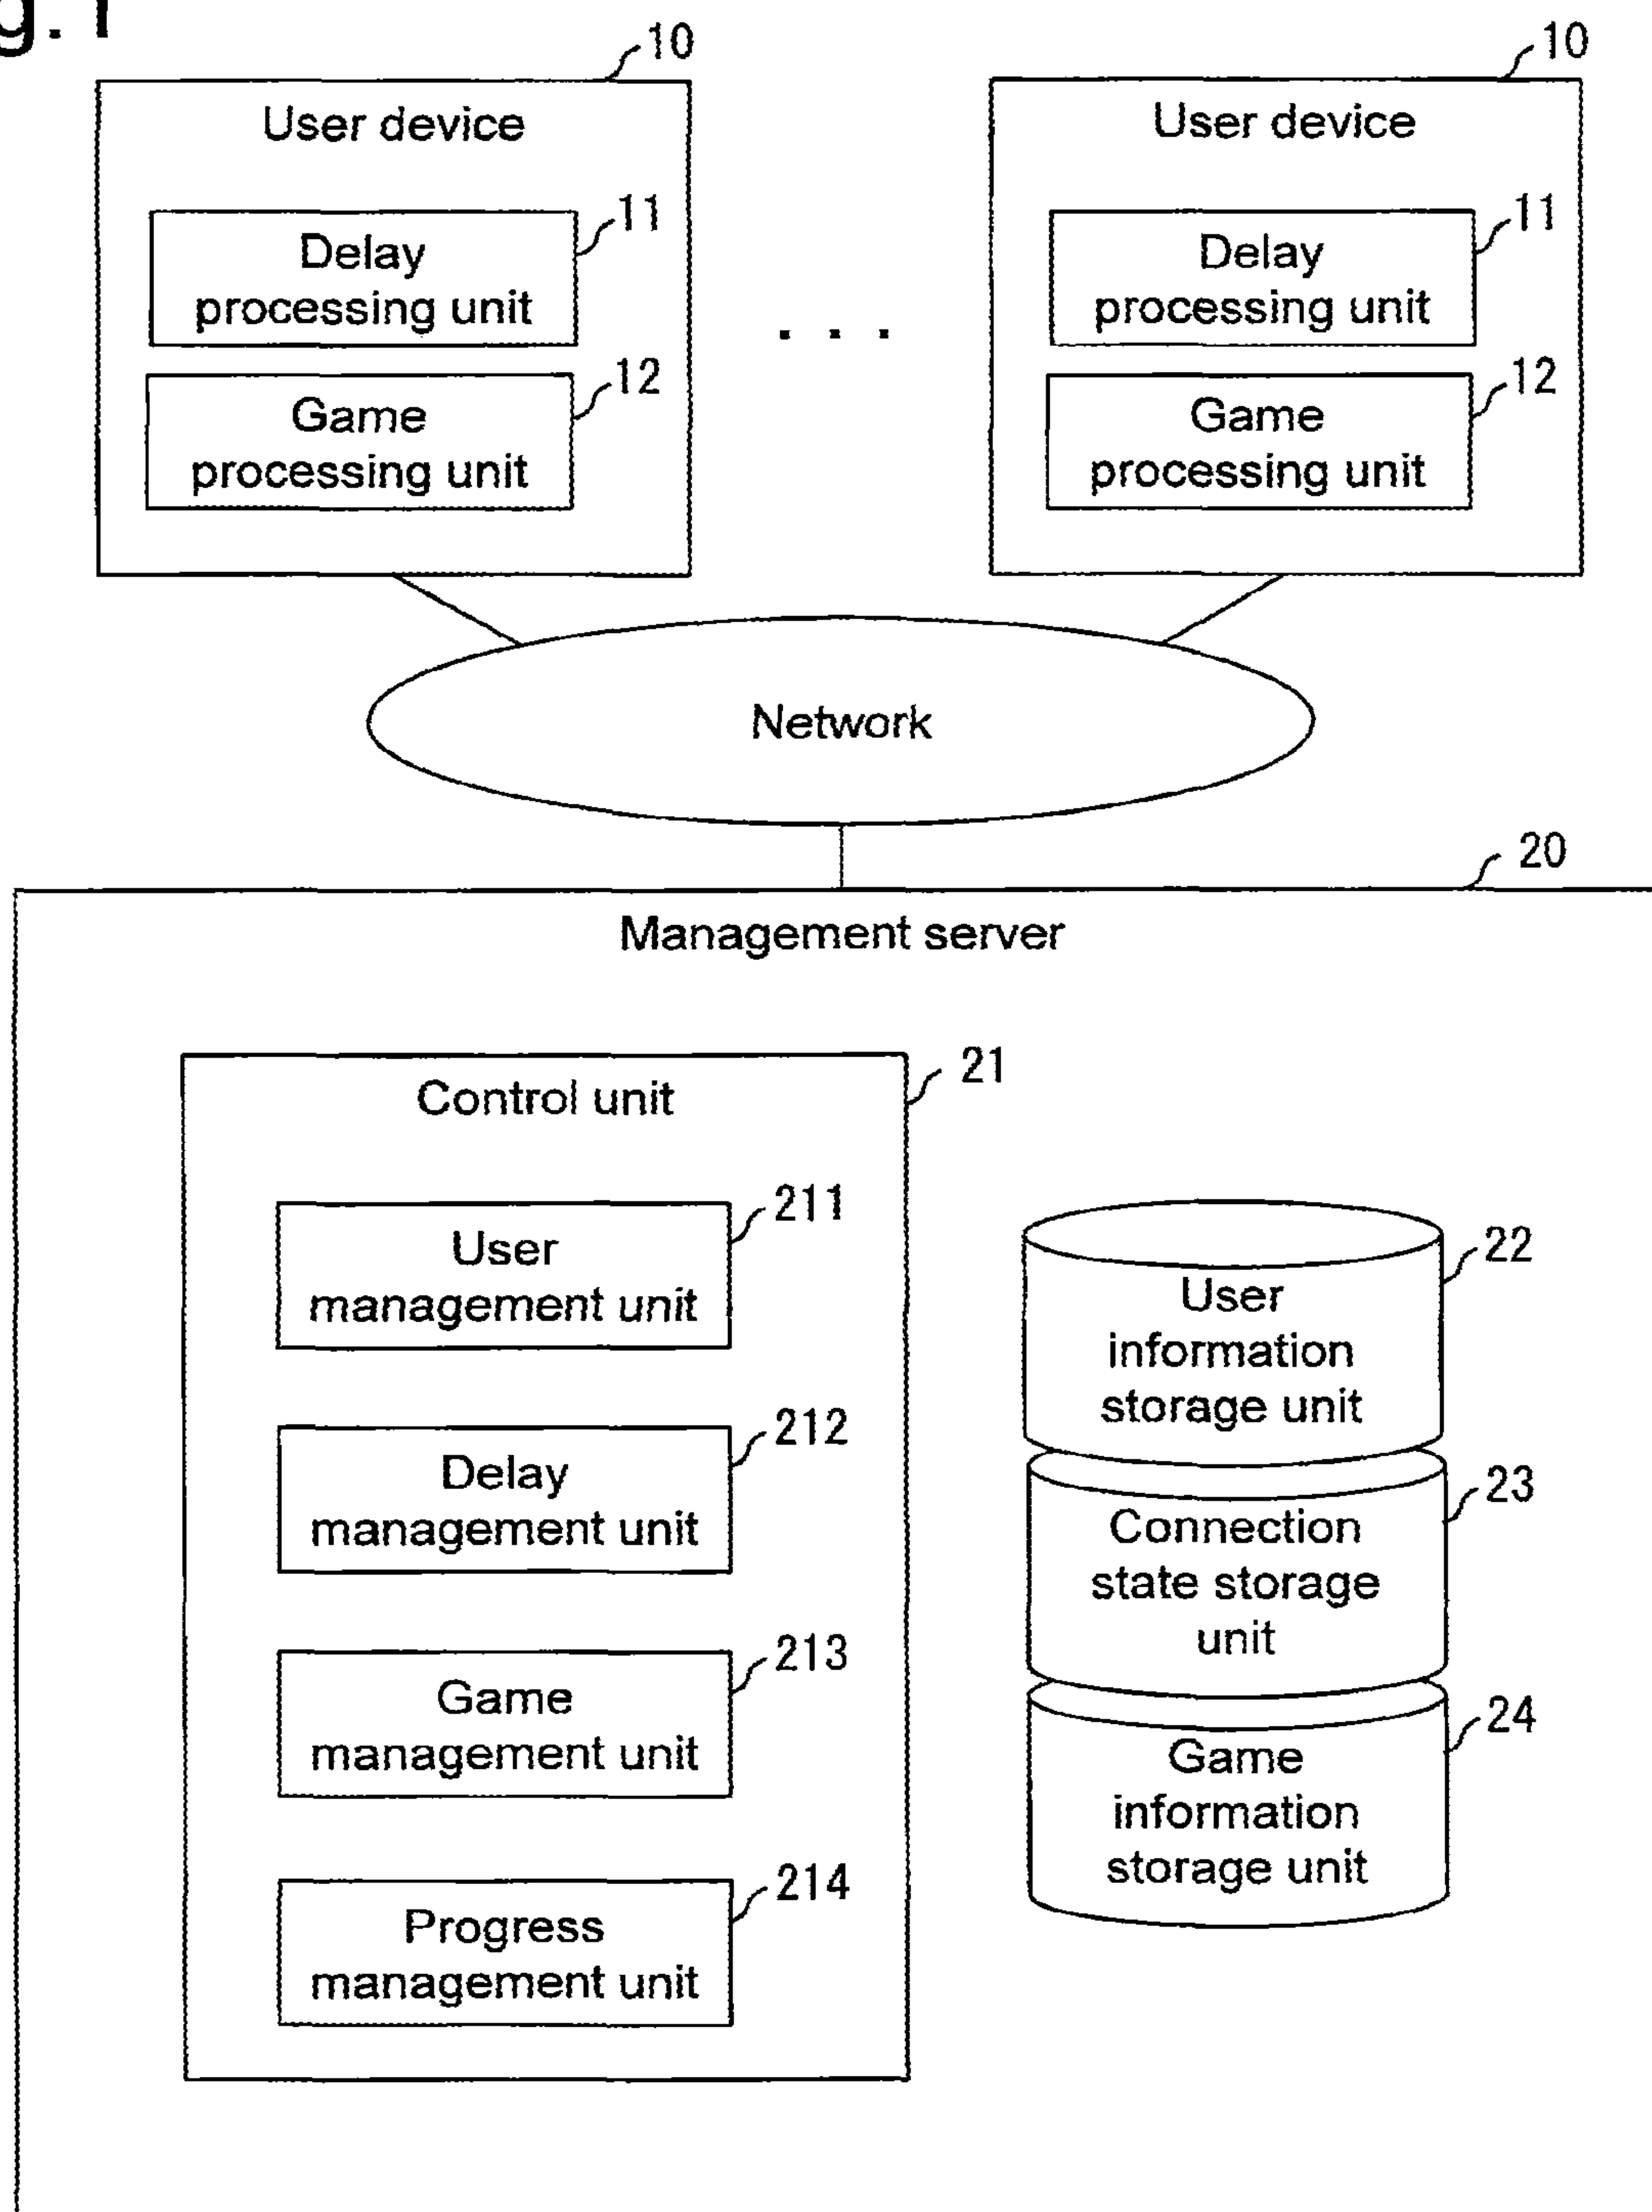 g. 1
10
10
User device
User device
11
11
Delay
processing unit
Delay
processing unit
. . .
12
12
Game
processing unit
Game
processing unit
Network
20
Management server
21
Control unit
211
User
management unit
22
User
information
storage unit
212
Delay
management unit
23
Connection
state storage
unit
213
Game
management unit
24
Game
information
storage unit
214
Progress
management unit